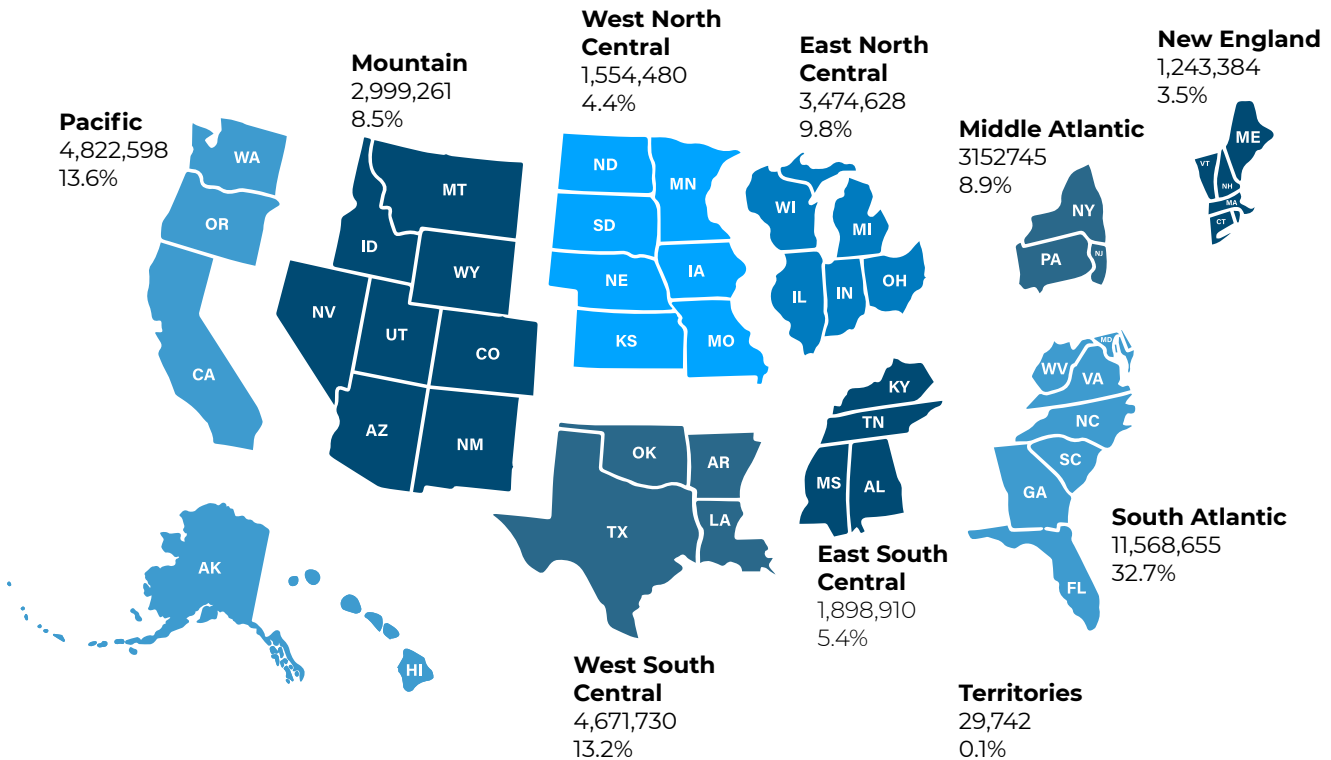 Pacific
4,822,598
13.6%
WA
OR
CA
AK
HI
Mountain
2,999,261
8.5%
MT
ID
WY
NV
UT
CO
AZ
NM
West North
Central
1,554,480
4.4%
ND
MN
SD
IA
NE
KS
MO
East North
Central
3,474,628
9.8%
WI
MI
IL
IN
OH
Middle Atlantic
3152745
8.9%
NY
PA
NJ
New England
1,243,384
3.5%
ME
VT
NH
MA
CT
OK
AR
TX
LA
West South
Central
4,671,730
13.2%
KY
TN
MS
AL
East South
Central
1,898,910
5.4%
MD
WV
VA
NC
SC
GA
FL
South Atlantic
11,568,655
32.7%
Territories
29,742
0.1%